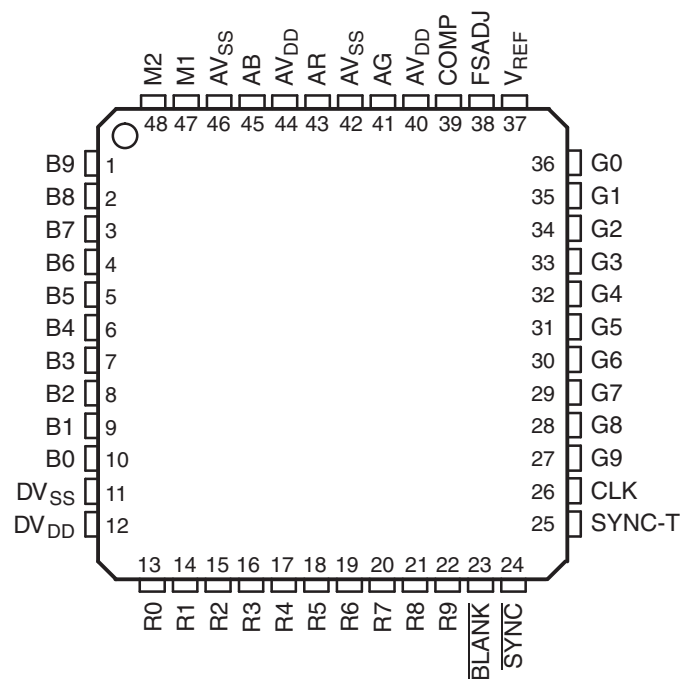 M2 M1 AVSS AB AVDD AR AVSS AG AVDD COMP FSADJ VREF
48 47 46 45 44 43 42 41 40 39 38 37
B9 1 36 G0
B8 2 35 G1
B7 3 34 G2
B6 4 33 G3
B5 5 32 G4
B4 6 31 G5
B3 7 30 G6
B2 8 29 G7
B1 9 28 G8
B0 10 27 G9
DVSS 11 26 CLK
DVDD 12 25 SYNC-T
13 14 15 16 17 18 19 20 21 22 23 24
R0 R1 R2 R3 R4 R5 R6 R7 R8 R9 BLANK SYNC